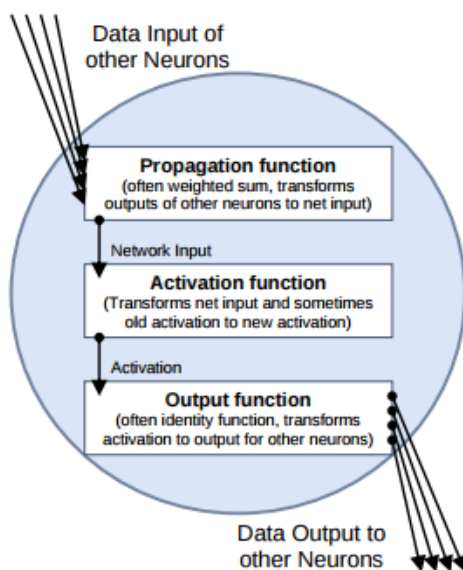 Data Input of
other Neurons
Propagation function
(often weighted sum, transforms
outputs of other neurons to net input)
Network Input
Activation function
(Transforms net input and sometimes
old activation to new activation)
Activation
Output function
(often identity function, transforms
activation to output for other neurons)
Data Output to
other Neurons